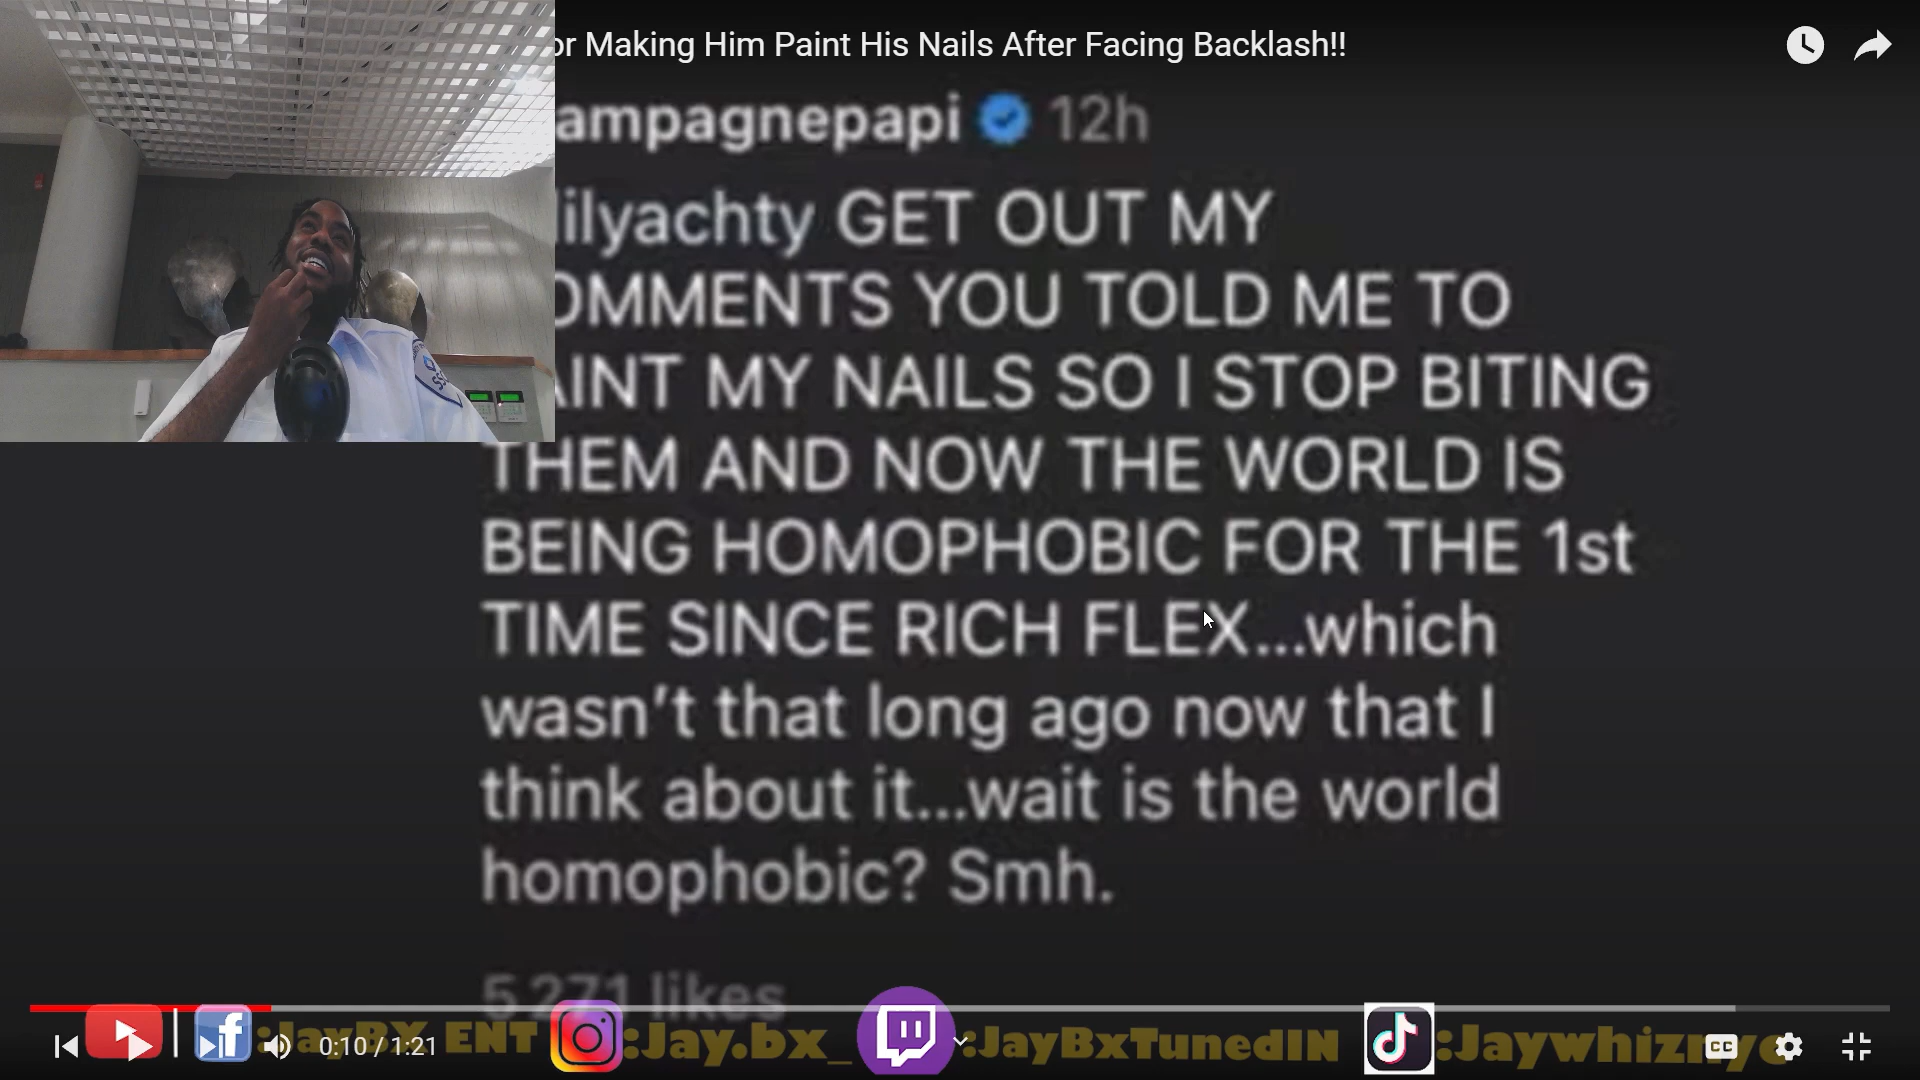 or Making Him Paint His Nails After Facing Backlash!!
ampagnepapi 12h
lilyachty GET OUT MY
OMMENTS YOU TOLD ME TO
AINT MY NAILS SO I STOP BITING
THEM AND NOW THE WORLD IS
BEING HOMOPHOBIC FOR THE 1st
TIME SINCE RICH FLEX...which
wasn't that long ago now that I
think about it...wait is the world
homophobic? Smh.
5 271 likes
:JayBX ENT :Jay.bx_ :JayBxTunedIN :Jaywhiznyc
0:10 / 1:21
CC